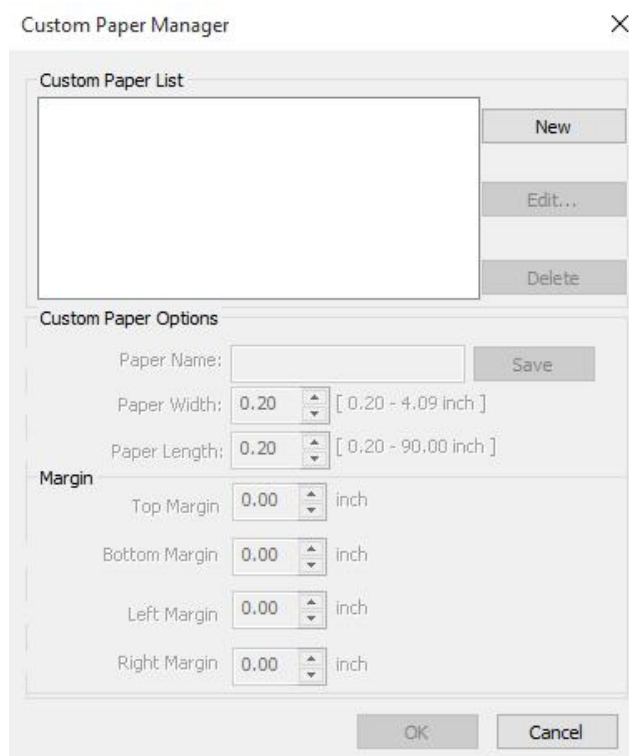 Custom Paper Manager
Custom Paper List
New
Edit...
Delete
Custom Paper Options
Paper Name:
Save
Paper Width: 0.20 [ 0.20 - 4.09 inch ]
Paper Length: 0.20 [ 0.20 - 90.00 inch ]
Margin
Top Margin 0.00 inch
Bottom Margin 0.00 inch
Left Margin 0.00 inch
Right Margin 0.00 inch
OK Cancel